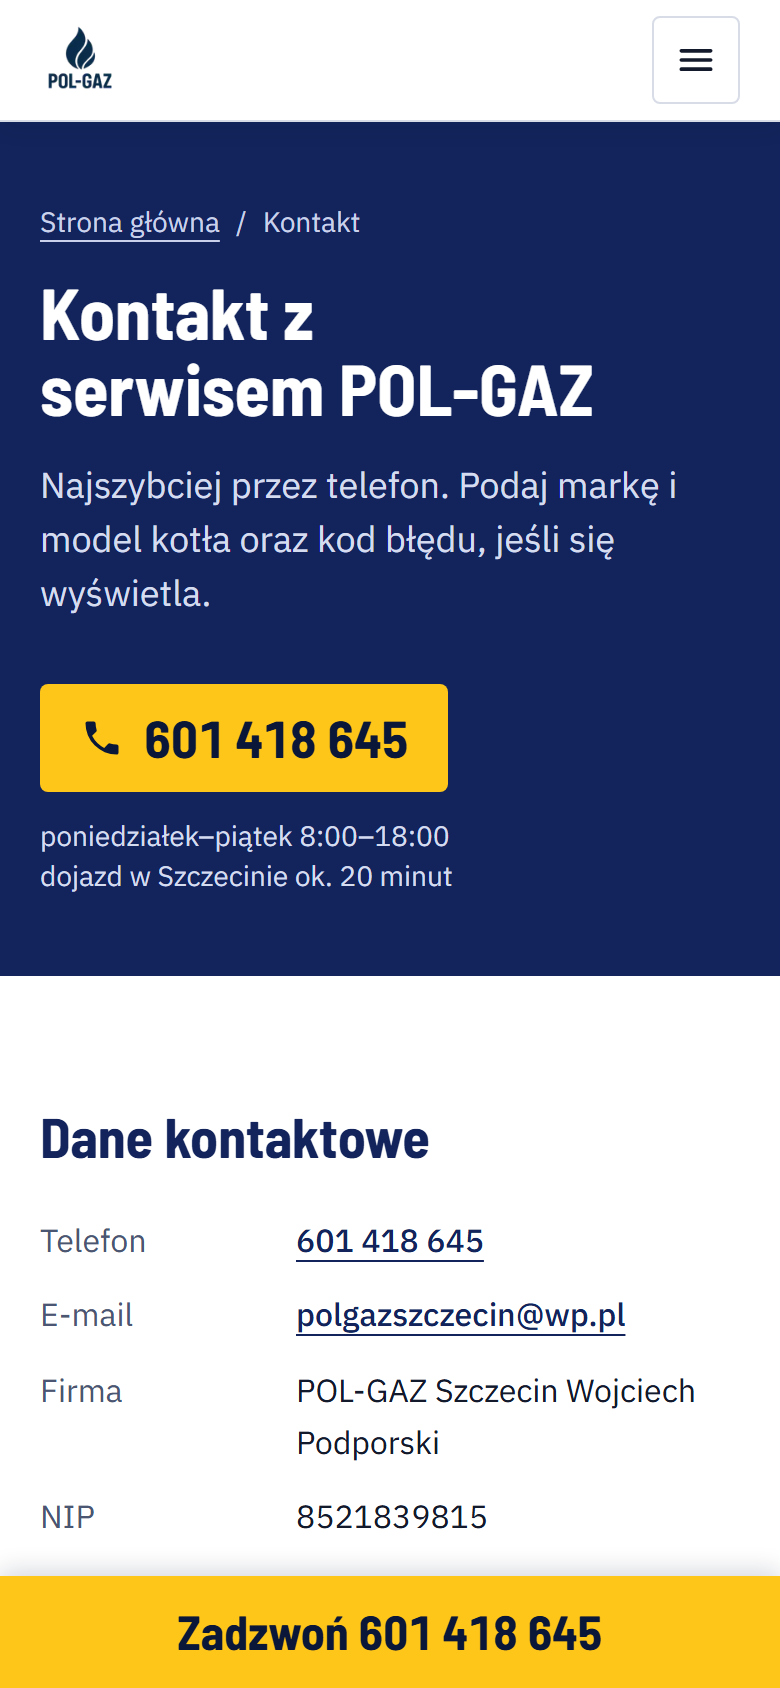 POL-GAZ
Strona główna / Kontakt
Kontakt z
serwisem POL-GAZ
Najszybciej przez telefon. Podaj markę i
model kotła oraz kod błędu, jeśli się
wyświetla.
601 418 645
poniedziałek–piątek 8:00–18:00
dojazd w Szczecinie ok. 20 minut
Dane kontaktowe
Telefon 601 418 645
E-mail polgazszczecin@wp.pl
Firma POL-GAZ Szczecin Wojciech
Podporski
NIP 8521839815
Zadzwoń 601 418 645